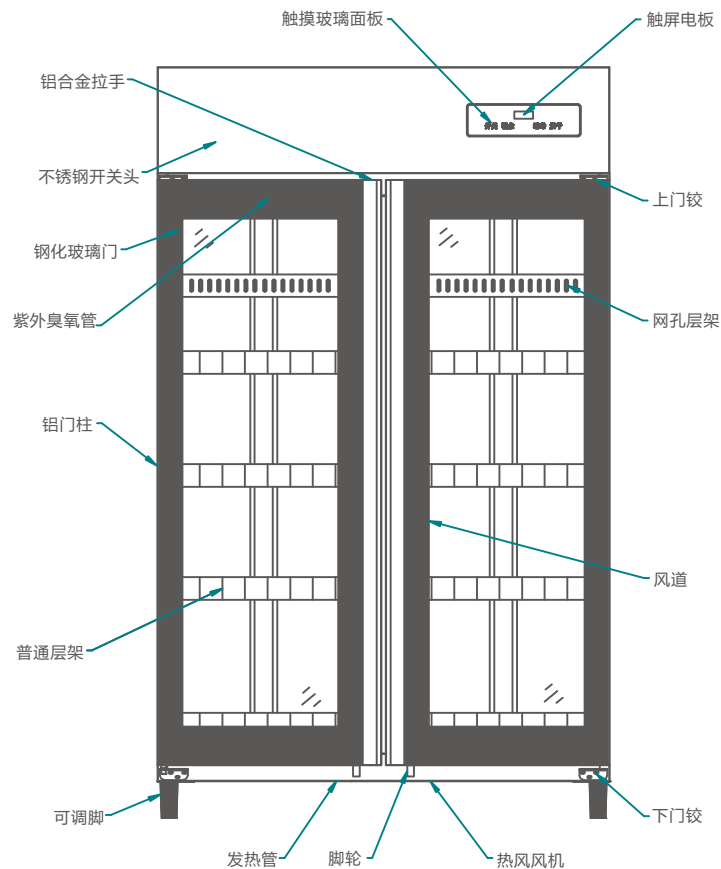 触摸玻璃面板
触屏电板
铝合金拉手
不锈钢开关头
上门铰
钢化玻璃门
紫外臭氧管
网孔层架
铝门柱
风道
普通层架
可调脚
下门铰
发热管
脚轮
热风风机